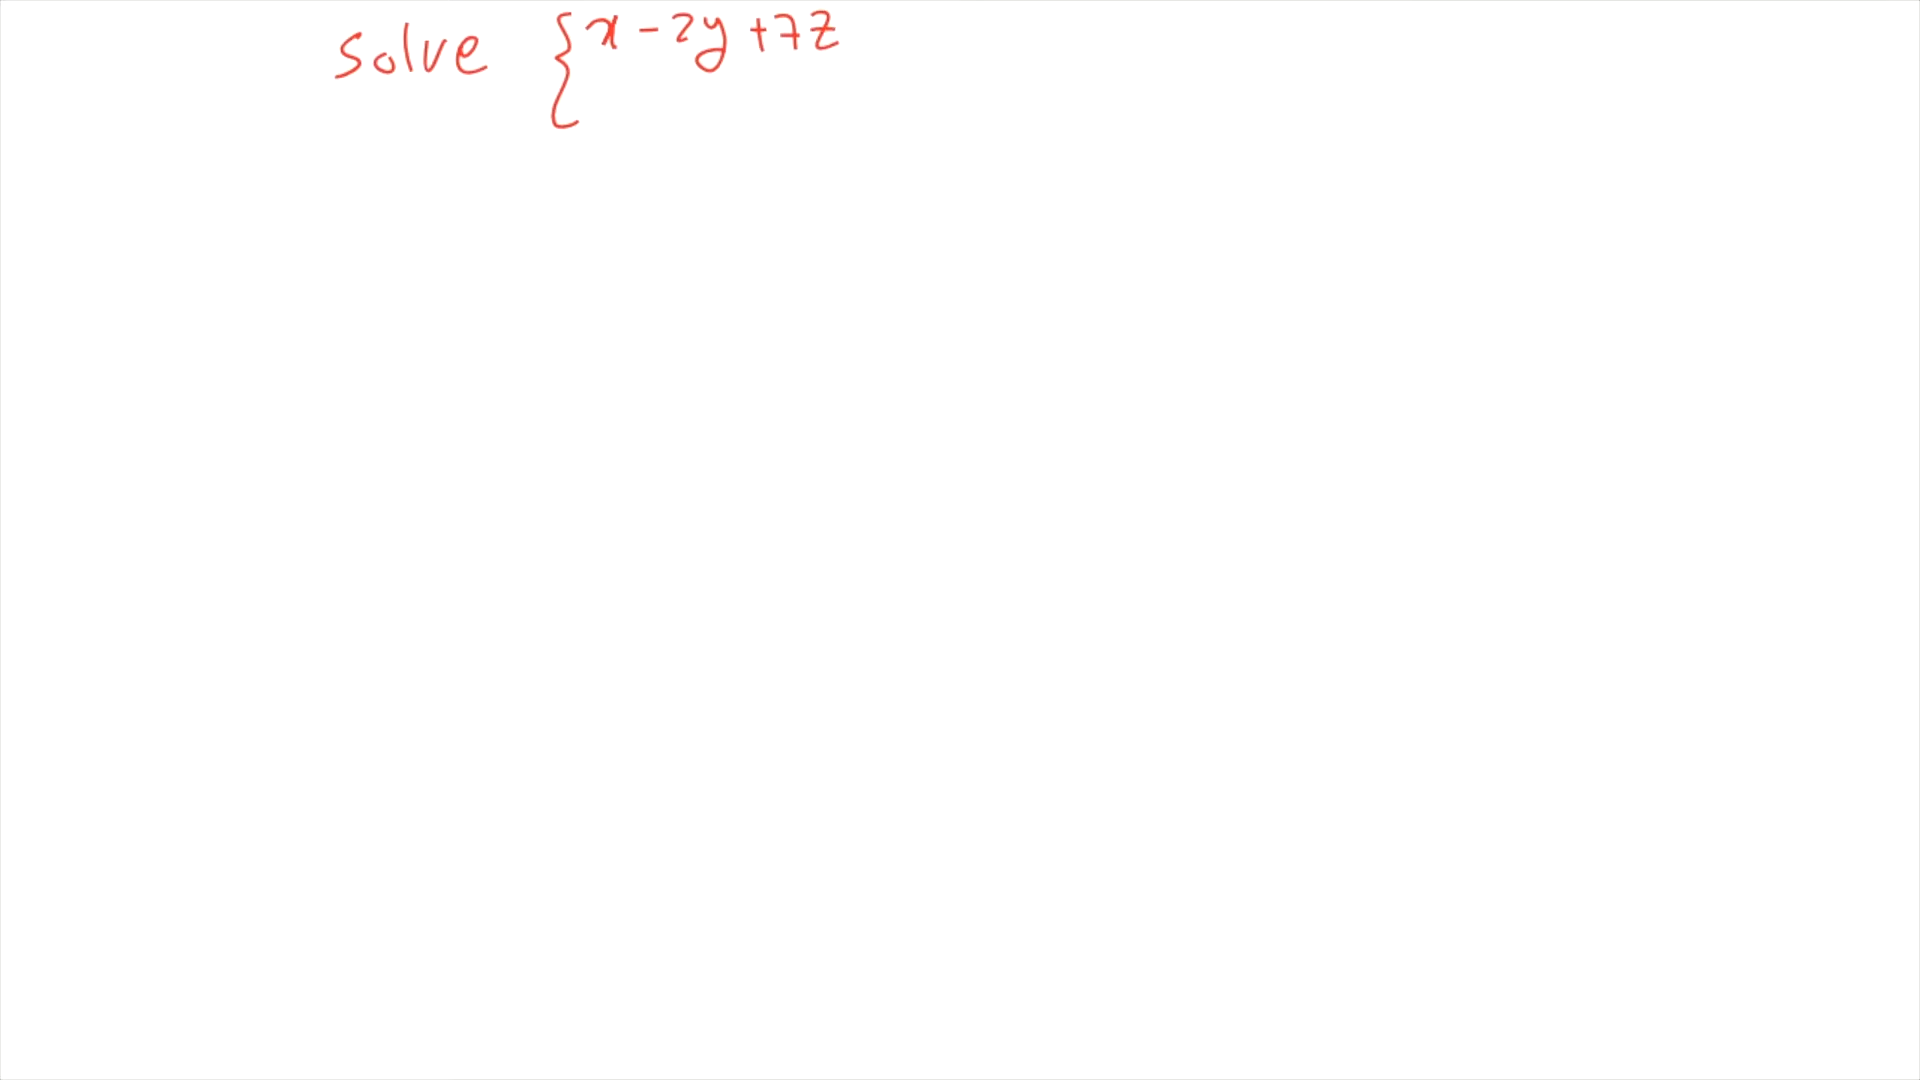 solve { x - 2y + 7z